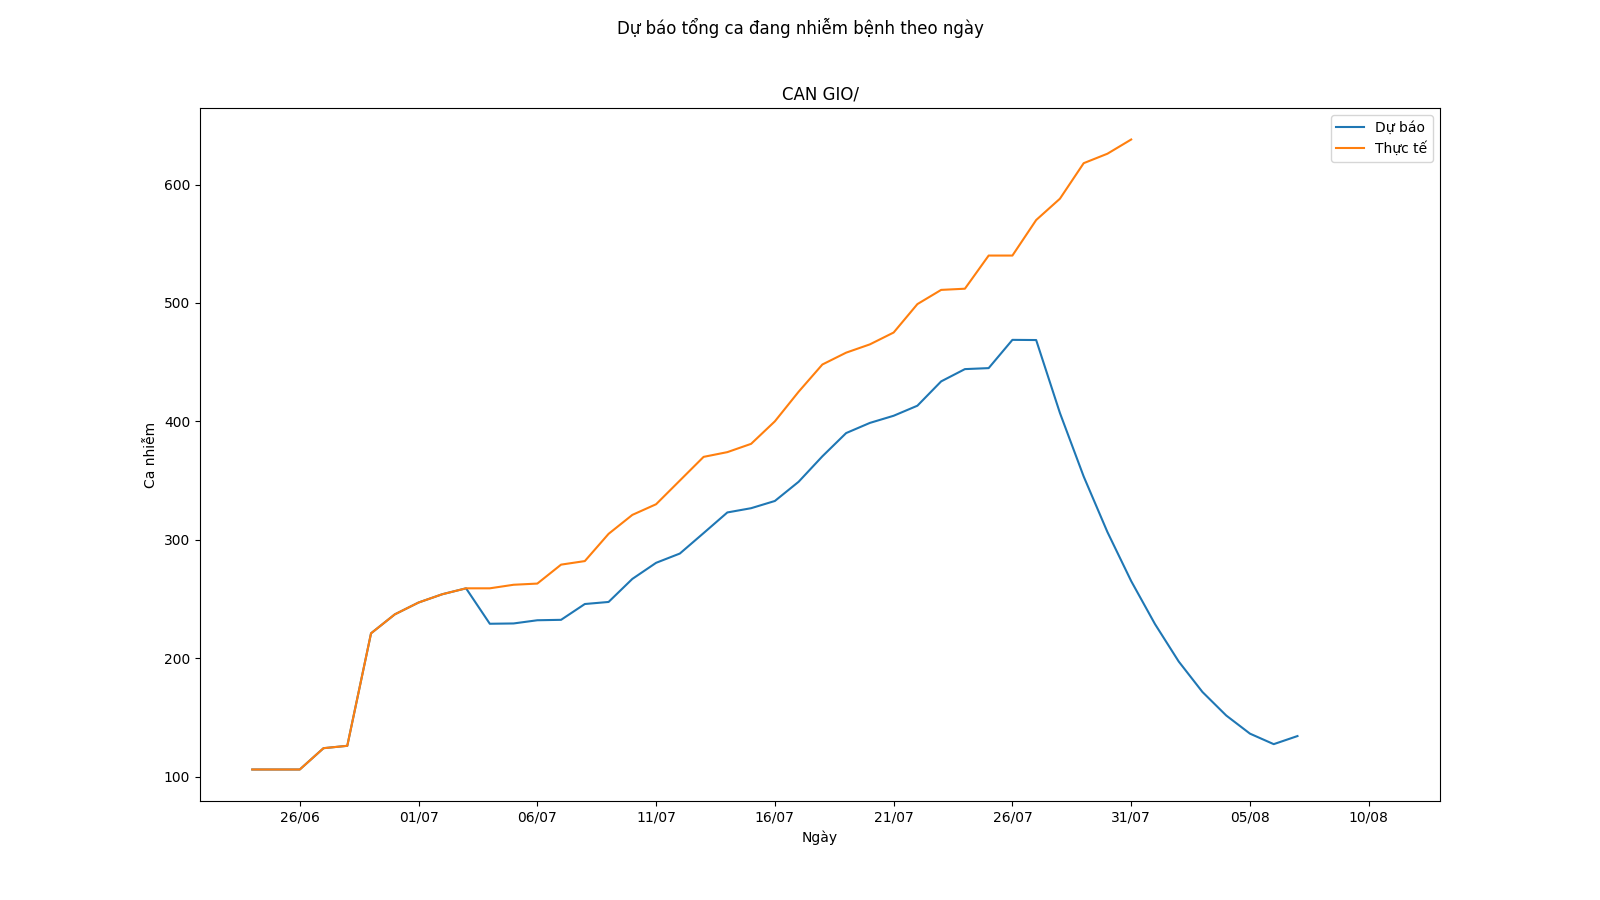 Dự báo tổng ca đang nhiễm bệnh theo ngày
CAN GIO/
Dự báo
Thực tế
600
500
400
300
200
100
Ca nhiễm
26/06 01/07 06/07 11/07 16/07 21/07 26/07 31/07 05/08 10/08
Ngày